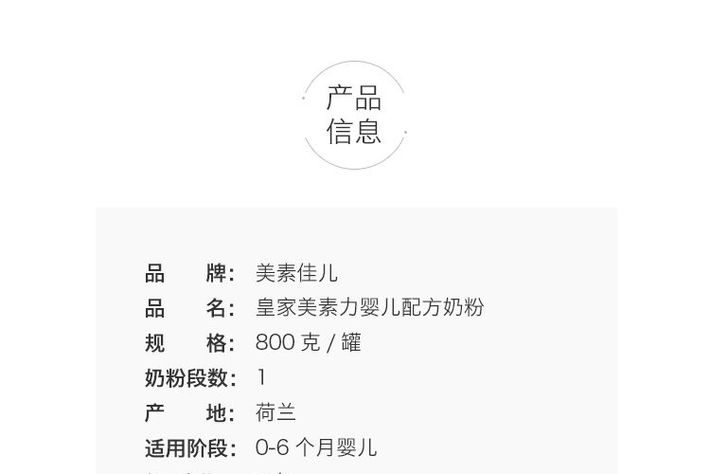 产品
信息
品 牌： 美素佳儿
品 名： 皇家美素力婴儿配方奶粉
规 格： 800 克 / 罐
奶粉段数： 1
产 地： 荷兰
适用阶段： 0-6 个月婴儿